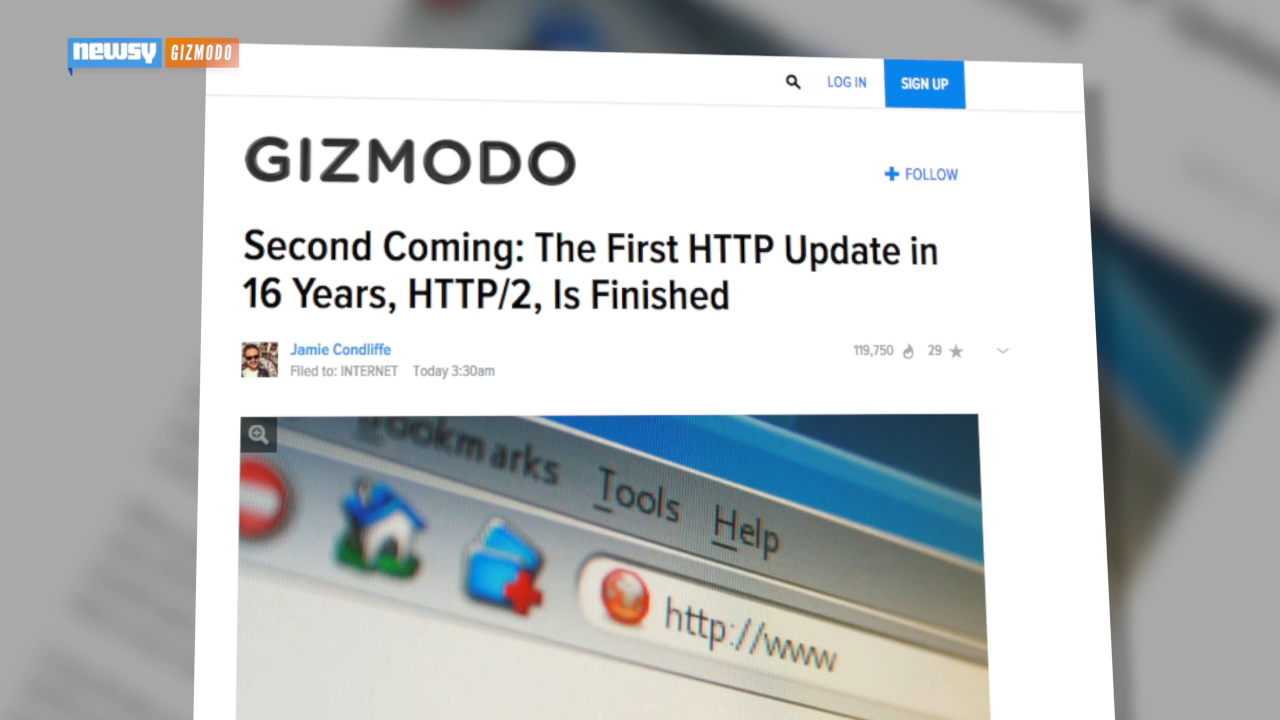 newsy GIZMODO
LOG IN
SIGN UP
GIZMODO
FOLLOW
Second Coming: The First HTTP Update in
16 Years, HTTP/2, Is Finished
Jamie Condliffe
Filed to: INTERNET Today 3:30am
119,750 29
Bookmarks Tools Help
http://www